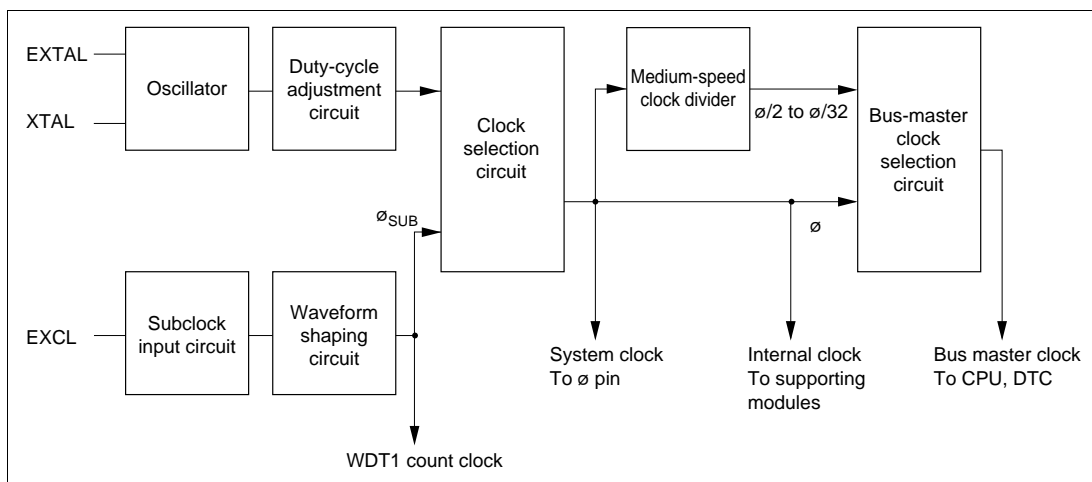 EXTAL
XTAL
Oscillator
Duty-cycle
adjustment
circuit
Clock
selection
circuit
Medium-speed
clock divider
ø/2 to ø/32
Bus-master
clock
selection
circuit
øSUB
ø
EXCL
Subclock
input circuit
Waveform
shaping
circuit
System clock
To ø pin
Internal clock
To supporting
modules
Bus master clock
To CPU, DTC
WDT1 count clock